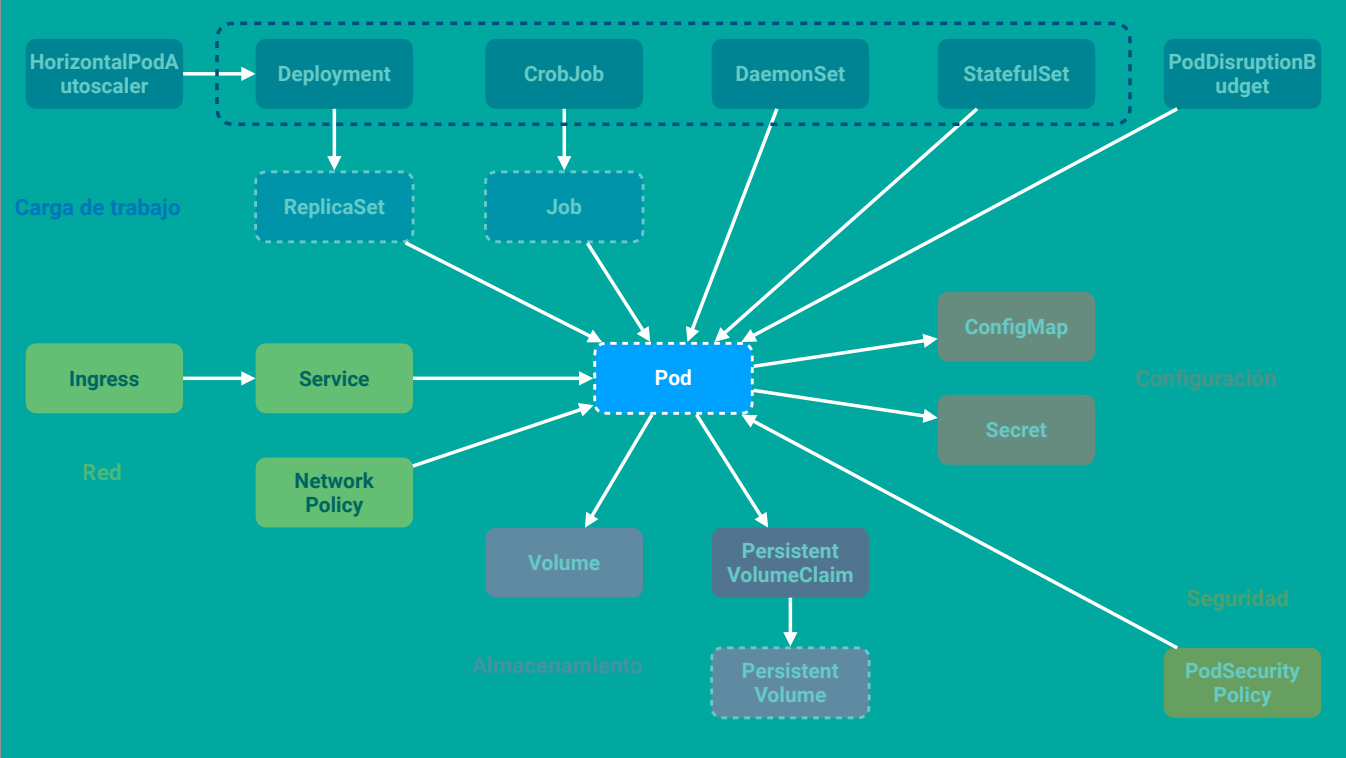 HorizontalPodA
utoscaler
Deployment
CrobJob
DaemonSet
StatefulSet
PodDisruptionB
udget
Carga de trabajo
ReplicaSet
Job
ConfigMap
Ingress
Service
Pod
Configuración
Secret
Red
Network
Policy
Volume
Persistent
VolumeClaim
Seguridad
Almacenamiento
Persistent
Volume
PodSecurity
Policy